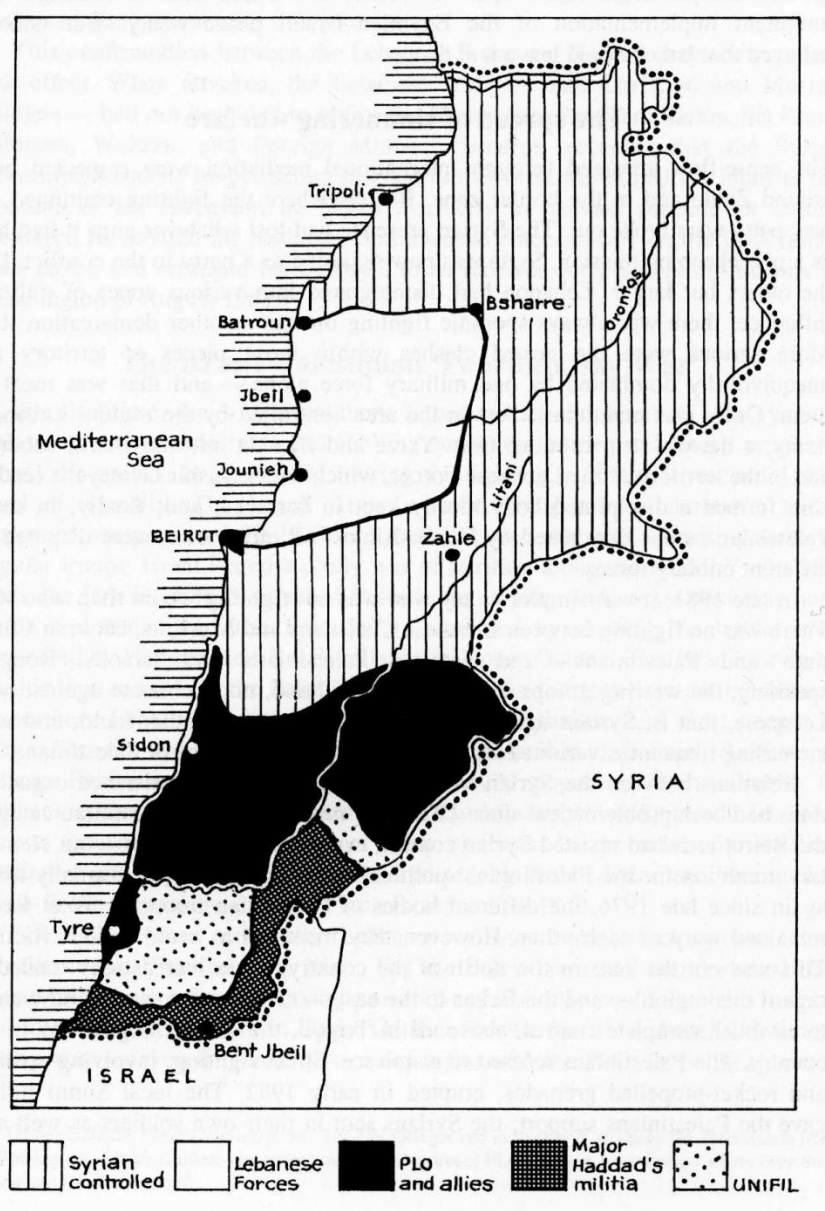 Tripoli
Orontes
Bshare
Batroun
Jbeil
Mediterranean
Sea
Jounieh
Litani
BEIRUT
Zahle
Sidon
SYRIA
Tyre
Bent Jbeil
ISRAEL
Syrian
controlled
Lebanese
Forces
PLO
and allies
Major
Haddad's
militia
UNIFIL